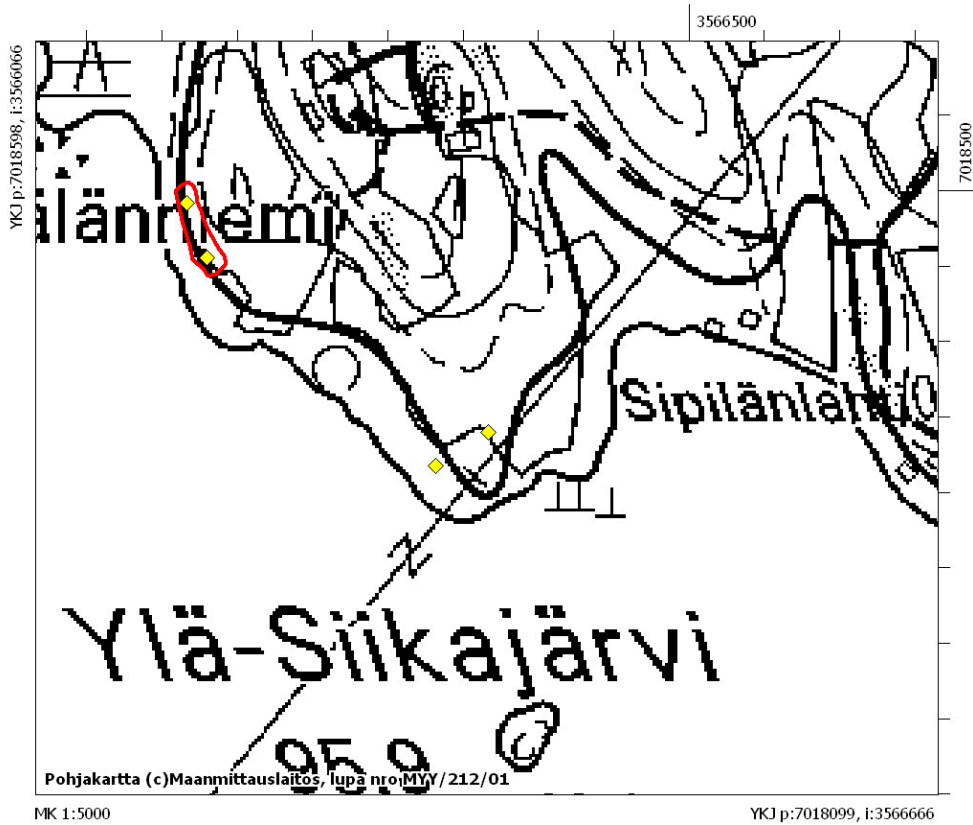 3566500
YKJ p:7018598, i:3566066
7018500
älänniemi
Sipilänlahti
Ylä-Siikajärvi
95.9
Pohjakartta (c)Maanmittauslaitos, lupa nro MYY/212/01
MK 1:5000
YKJ p:7018099, i:3566666